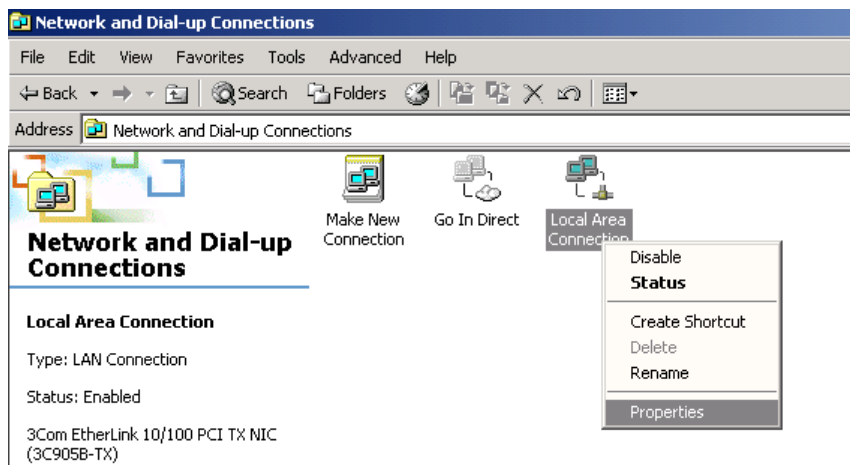 Network and Dial-up Connections
File Edit View Favorites Tools Advanced Help
Back Search Folders
Address Network and Dial-up Connections
Make New
Connection
Go In Direct
Local Area
Connection
Disable
Status
Create Shortcut
Delete
Rename
Properties
Network and Dial-up
Connections
Local Area Connection
Type: LAN Connection
Status: Enabled
3Com EtherLink 10/100 PCI TX NIC
(3C905B-TX)